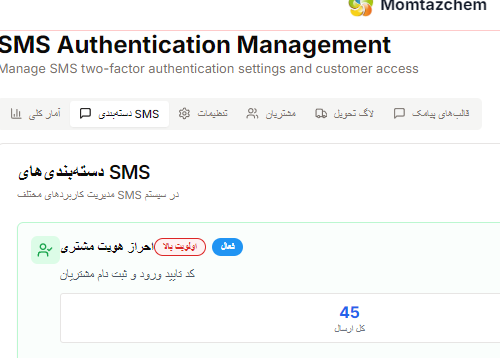 Momtazchem
SMS Authentication Management
Manage SMS two-factor authentication settings and customer access
آمار کلی
دسته‌بندی SMS
تنظیمات
مشتریان
لاگ تحویل
قالب‌های پیامک
دسته‌بندی‌های SMS
مدیریت کاربردهای مختلف SMS در سیستم
احراز هویت مشتری
اولویت بالا
فعال
کد تایید ورود و ثبت نام مشتریان
45
کل ارسال